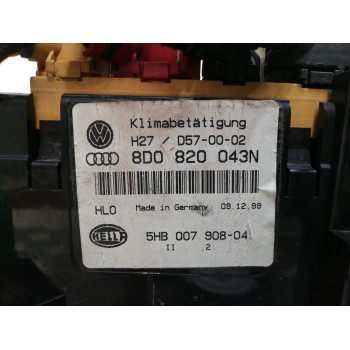 Klimabetätigung
H27 / D57-00-02
8D0 820 043N
HLO Made in Germany 09.12.99
HELLA 5HB 007 908-04
II 2